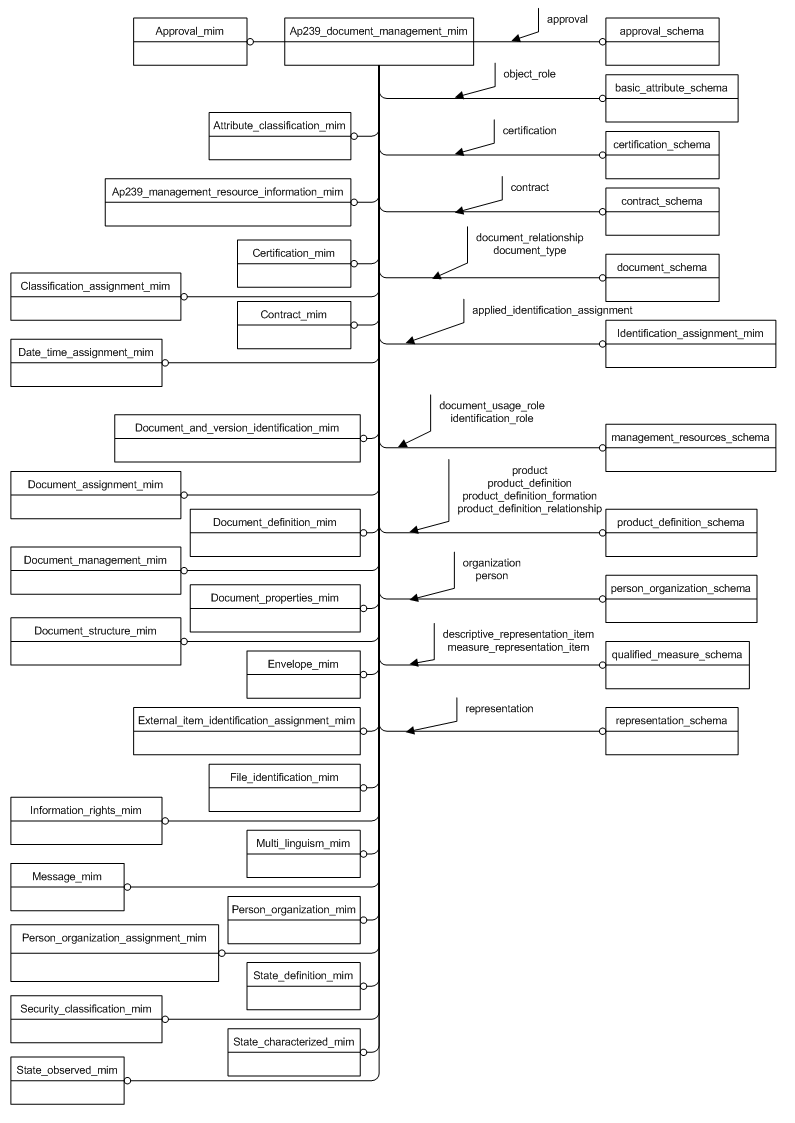 Approval_mim
Ap239_document_management_mim
approval
approval_schema
object_role
basic_attribute_schema
Attribute_classification_mim
certification
certification_schema
Ap239_management_resource_information_mim
contract
contract_schema
Certification_mim
document_relationship
document_type
document_schema
Classification_assignment_mim
Contract_mim
applied_identification_assignment
Identification_assignment_mim
Date_time_assignment_mim
document_usage_role
identification_role
Document_and_version_identification_mim
management_resources_schema
Document_assignment_mim
product
product_definition
product_definition_formation
product_definition_relationship
Document_definition_mim
product_definition_schema
Document_management_mim
organization
person
person_organization_schema
Document_properties_mim
Document_structure_mim
descriptive_representation_item
measure_representation_item
qualified_measure_schema
Envelope_mim
representation
External_item_identification_assignment_mim
representation_schema
File_identification_mim
Information_rights_mim
Multi_linguism_mim
Message_mim
Person_organization_mim
Person_organization_assignment_mim
State_definition_mim
Security_classification_mim
State_characterized_mim
State_observed_mim